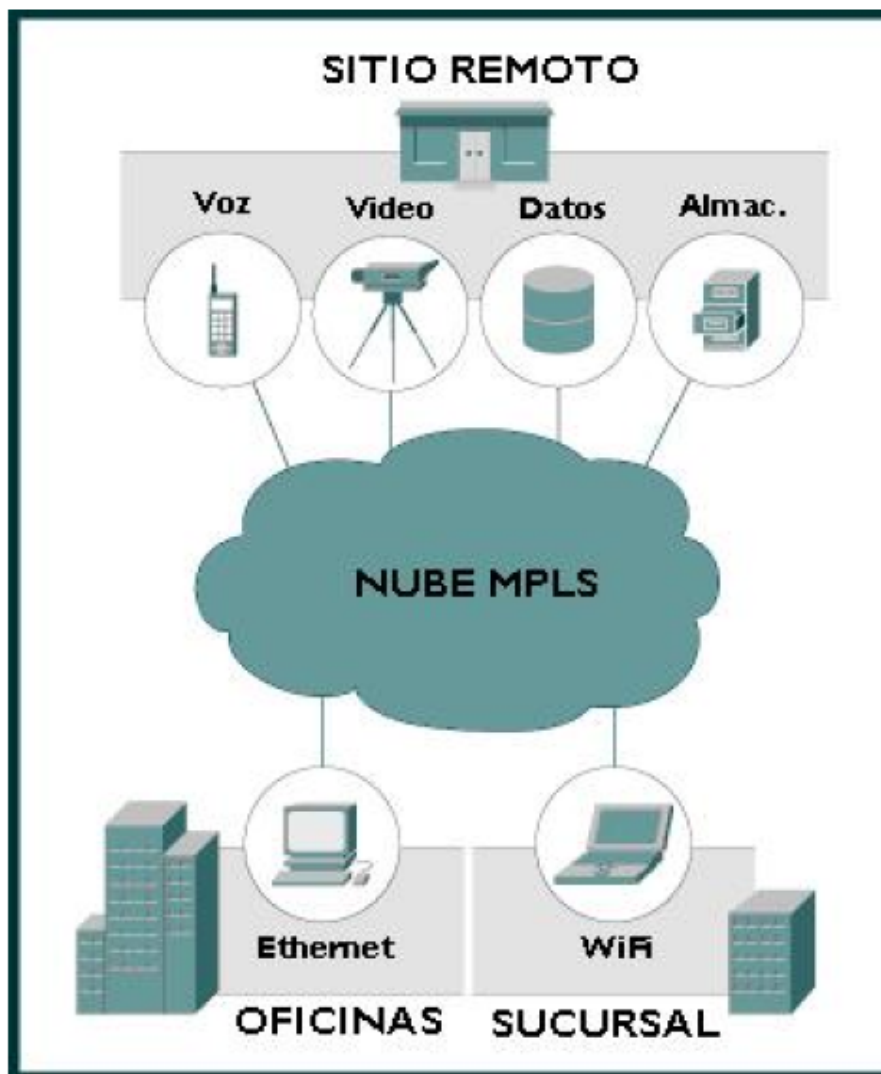 SITIO REMOTO
Voz Video Datos Almac.
NUBE MPLS
Ethernet WiFi
OFICINAS SUCURSAL